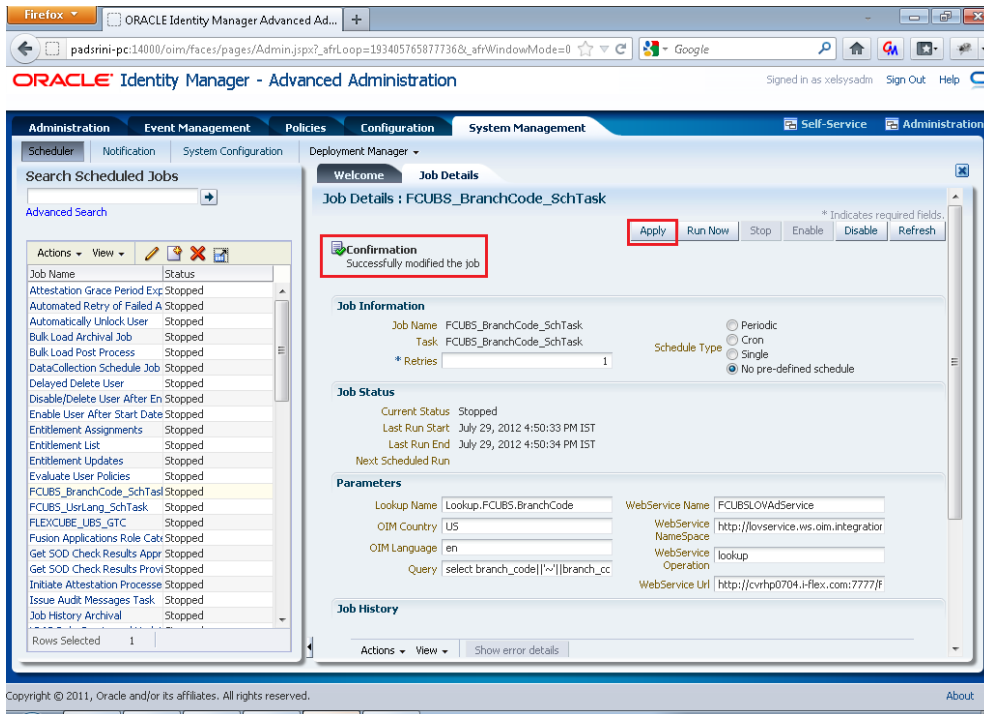 Firefox
ORACLE Identity Manager Advanced Ad...
padsrini-pc:14000/oim/faces/pages/Admin.jspx?_afrLoop=193405765877736&_afrWindowMode=0
Google
ORACLE Identity Manager - Advanced Administration
Signed in as xelsysadm Sign Out Help
Administration Event Management Policies Configuration System Management
Self-Service Administration
Scheduler Notification System Configuration Deployment Manager
Search Scheduled Jobs
Advanced Search
Actions View
Job Name Status
Attestation Grace Period Exp Stopped
Automated Retry of Failed A Stopped
Automatically Unlock User Stopped
Bulk Load Archival Job Stopped
Bulk Load Post Process Stopped
DataCollection Schedule Job Stopped
Delayed Delete User Stopped
Disable/Delete User After En Stopped
Enable User After Start Date Stopped
Entitlement Assignments Stopped
Entitlement List Stopped
Entitlement Updates Stopped
Evaluate User Policies Stopped
FCUBS_BranchCode_SchTasl Stopped
FCUBS_UsrLang_SchTask Stopped
FLEXCUBE_UBS_GTC Stopped
Fusion Applications Role Cate Stopped
Get SOD Check Results Appr Stopped
Get SOD Check Results Provi Stopped
Initiate Attestation Processe Stopped
Issue Audit Messages Task Stopped
Job History Archival Stopped
Rows Selected 1
Welcome Job Details
Job Details : FCUBS_BranchCode_SchTask
* Indicates required fields.
Apply Run Now Stop Enable Disable Refresh
Confirmation
Successfully modified the job
Job Information
Job Name FCUBS_BranchCode_SchTask
Task FCUBS_BranchCode_SchTask
* Retries 1
Schedule Type
Periodic
Cron
Single
No pre-defined schedule
Job Status
Current Status Stopped
Last Run Start July 29, 2012 4:50:33 PM IST
Last Run End July 29, 2012 4:50:34 PM IST
Next Scheduled Run
Parameters
Lookup Name Lookup.FCUBS.BranchCode
OIM Country US
OIM Language en
Query select branch_code||'~'||branch_cc
WebService Name FCUBSLOVAdService
WebService NameSpace http://lovservice.ws.oim.integration
WebService Operation lookup
WebService Url http://cvrhp0704.i-flex.com:7777/F
Job History
Actions View Show error details
Copyright © 2011, Oracle and/or its affiliates. All rights reserved.
About